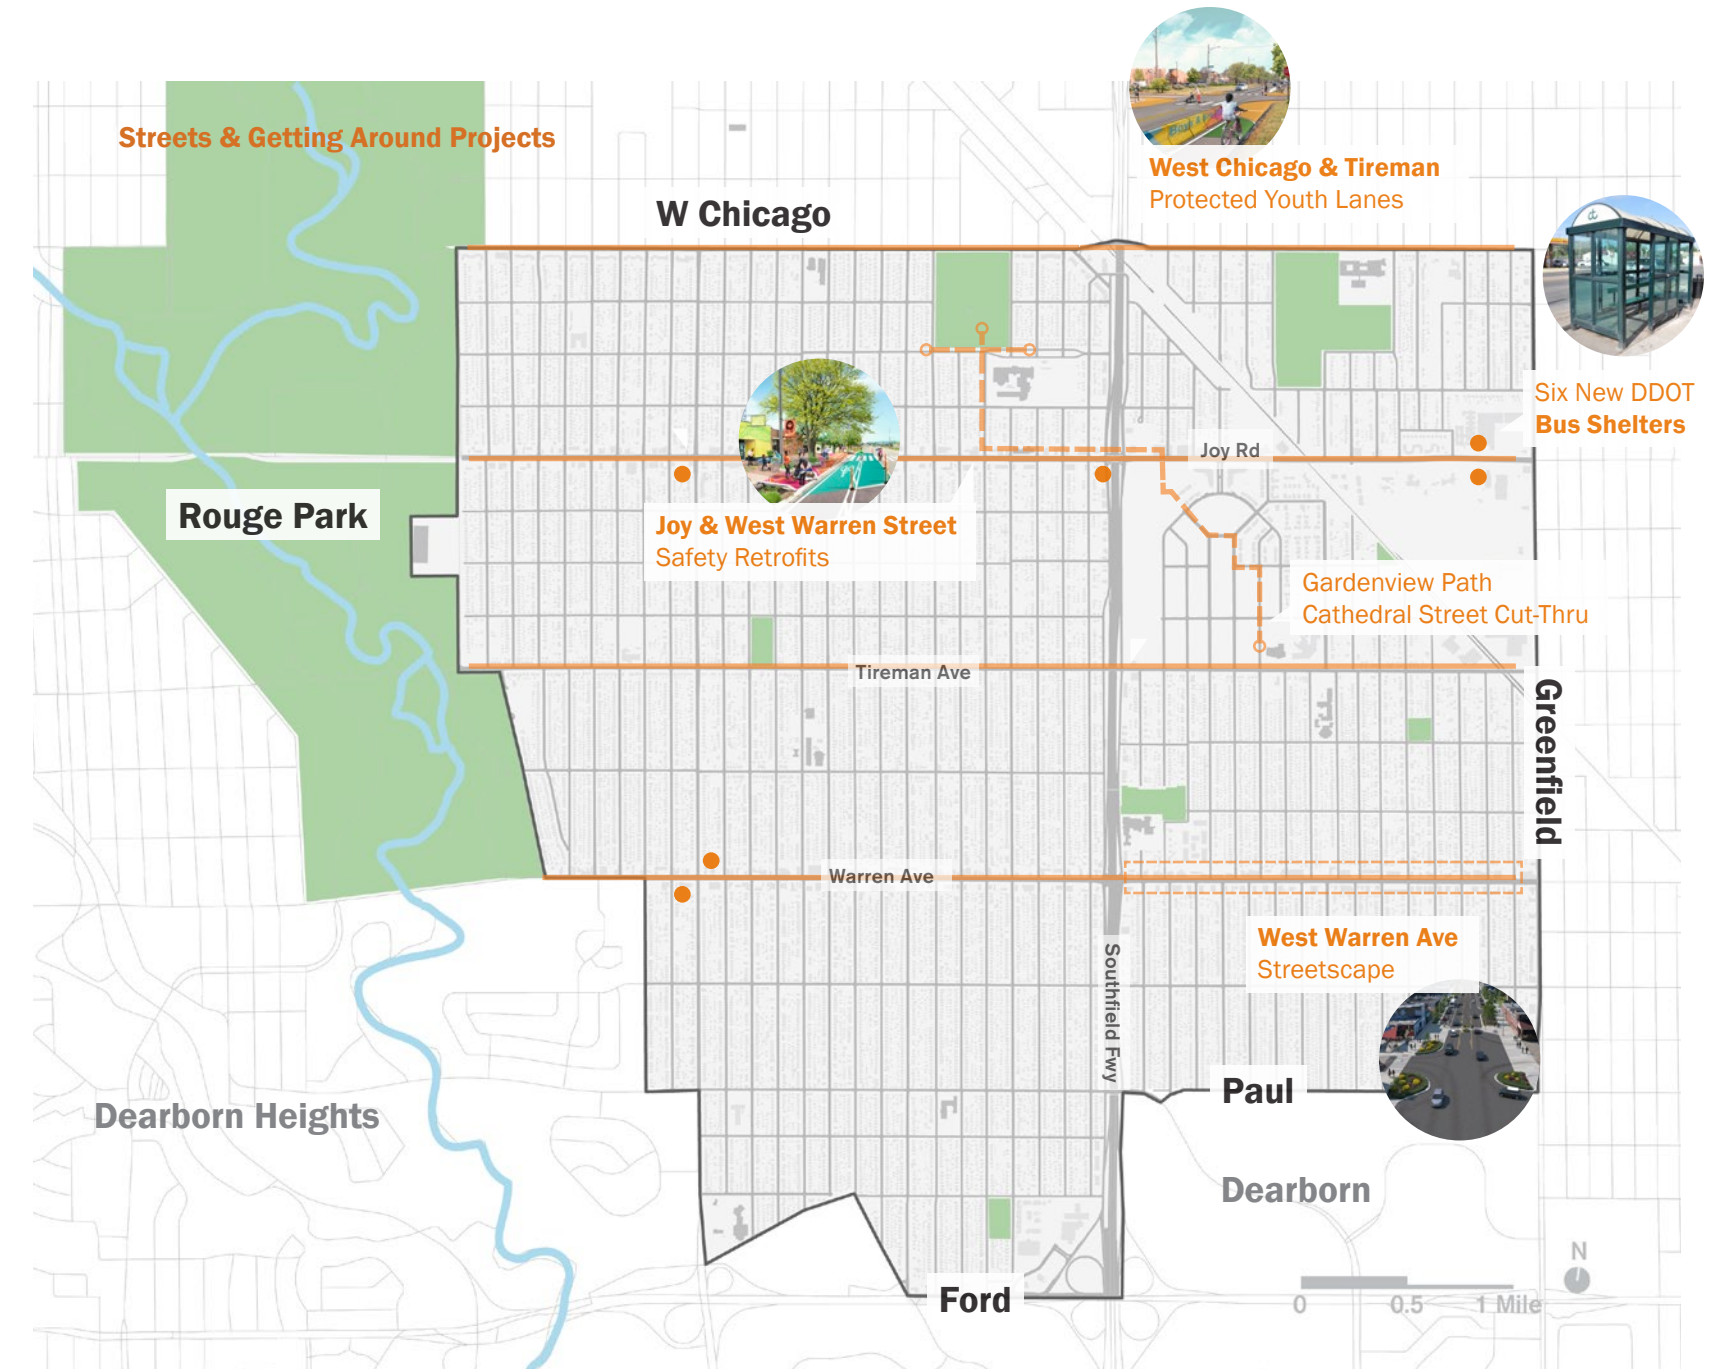 Streets & Getting Around Projects
West Chicago & Tireman
Protected Youth Lanes
W Chicago
Six New DDOT
Bus Shelters
Joy Rd
Rouge Park
Joy & West Warren Street
Safety Retrofits
Gardenview Path
Cathedral Street Cut-Thru
Tireman Ave
Greenfield
Warren Ave
West Warren Ave
Streetscape
Southfield Fwy
Paul
Dearborn Heights
Dearborn
Ford
N
0 0.5 1 Mile